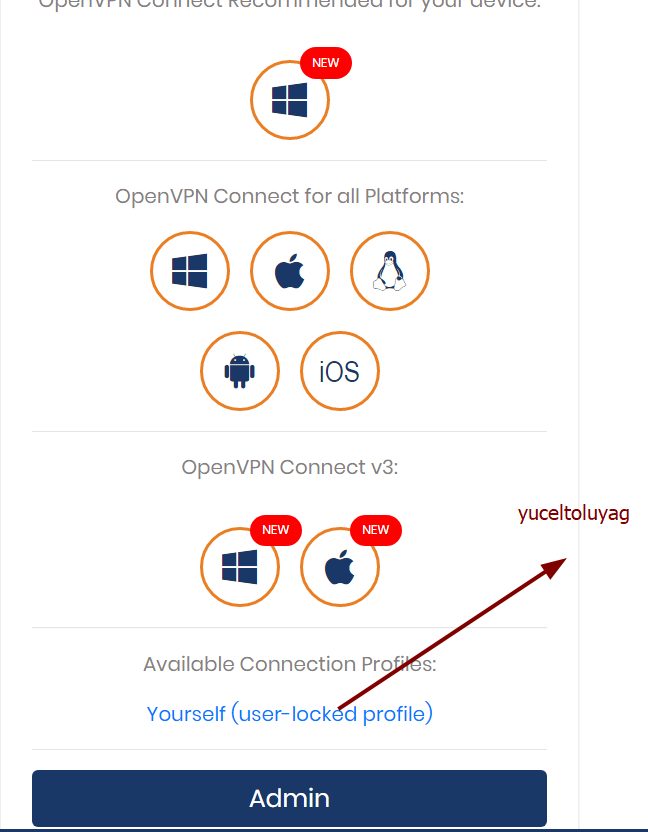 OpenVPN Connect Recommended for your device:
NEW
OpenVPN Connect for all Platforms:
iOS
OpenVPN Connect v3:
NEW NEW
yuceltoluyag
Available Connection Profiles:
Yourself (user-locked profile)
Admin